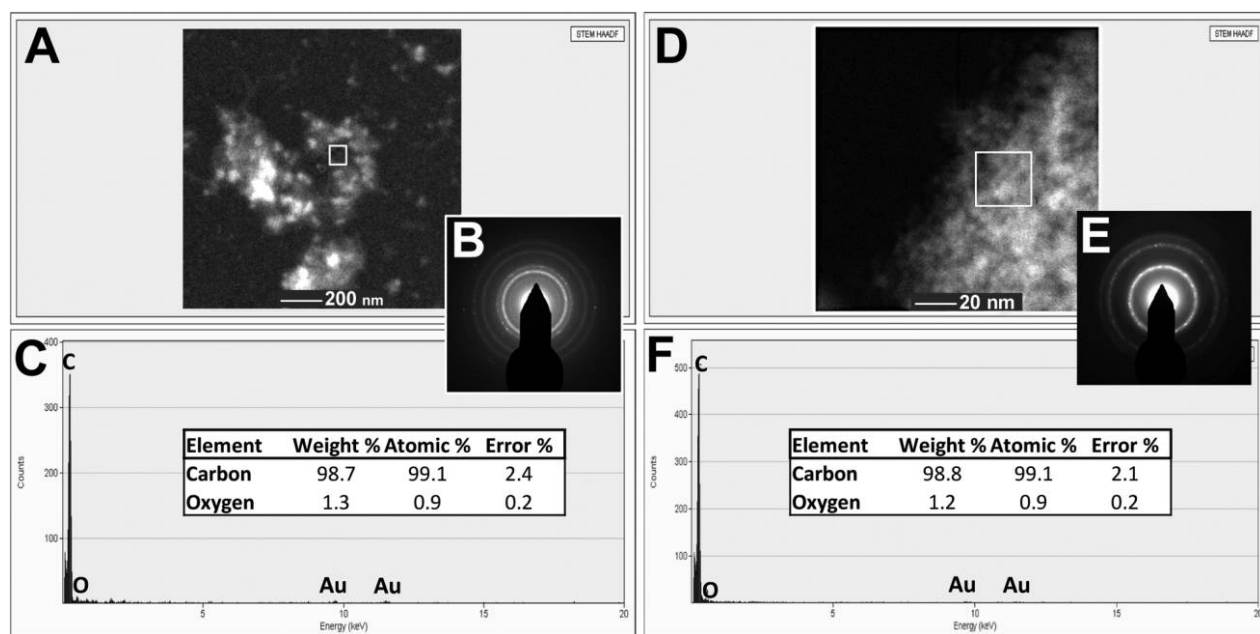 A
STEM HAADF
200 nm
B
C
400
300
200
100
Counts
C
Element Weight % Atomic % Error %
Carbon 98.7 99.1 2.4
Oxygen 1.3 0.9 0.2
O
Au
Au
5
10
15
20
Energy (keV)
D
STEM HAADF
20 nm
E
F
500
400
300
200
100
Counts
C
Element Weight % Atomic % Error %
Carbon 98.8 99.1 2.1
Oxygen 1.2 0.9 0.2
O
Au
Au
5
10
15
20
Energy (keV)